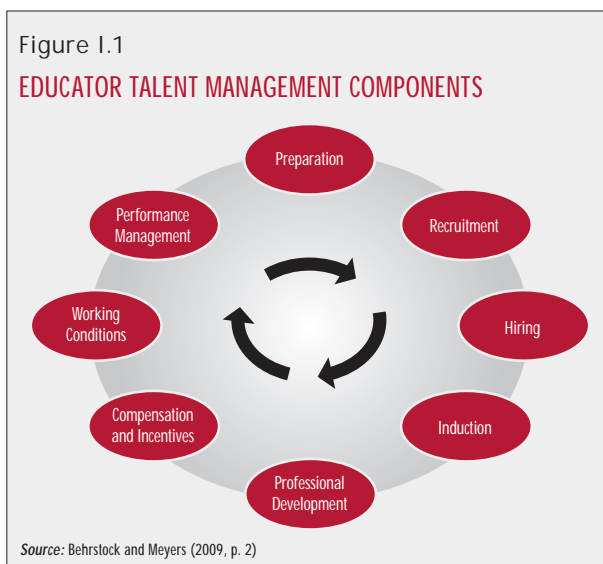 Figure I.1
EDUCATOR TALENT MANAGEMENT COMPONENTS
Preparation
Recruitment
Hiring
Induction
Professional
Development
Compensation
and Incentives
Working
Conditions
Performance
Management
Source: Behrstock and Meyers (2009, p. 2)